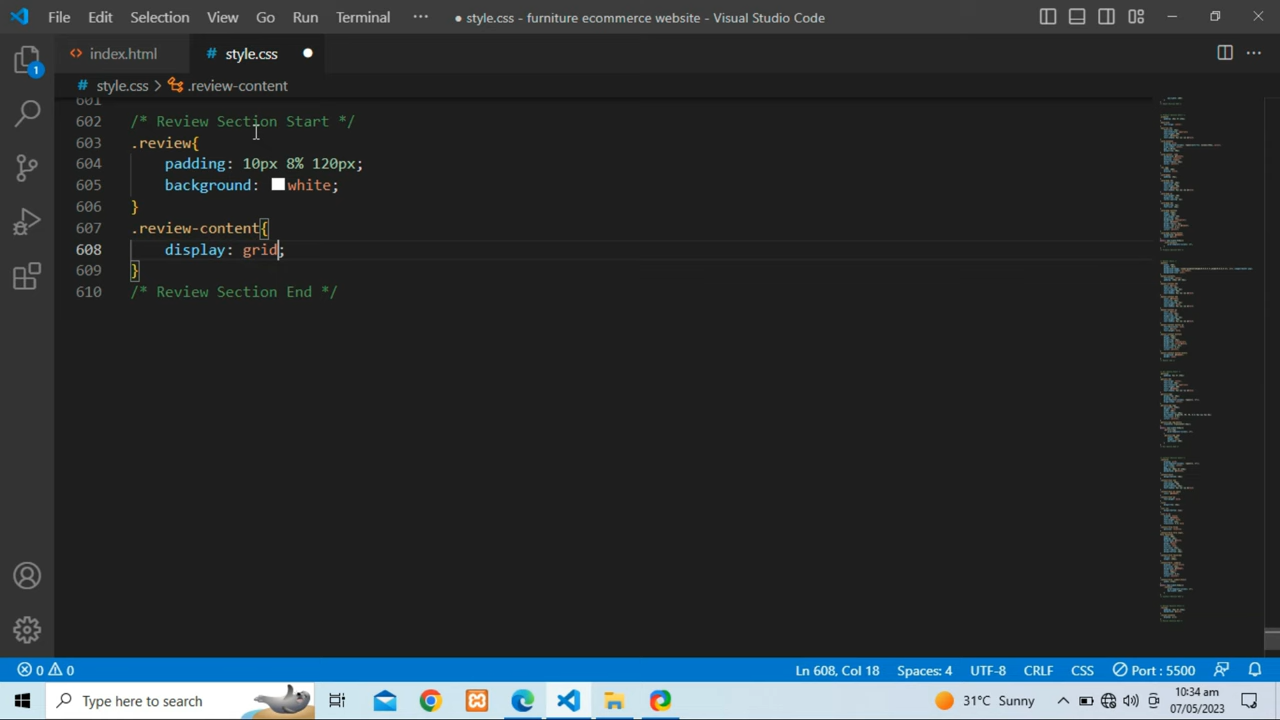 File Edit Selection View Go Run Terminal ··· ● style.css - furniture ecommerce website - Visual Studio Code
<> index.html # style.css ●
# style.css > .review-content
1
601
602 /* Review Section Start */
603 .review{
604 padding: 10px 8% 120px;
605 background: white;
606 }
607 .review-content{
608 display: grid;
609 }
610 /* Review Section End */
0 0 Ln 608, Col 18 Spaces: 4 UTF-8 CRLF CSS Port : 5500
Type here to search 31°C Sunny 10:34 am
07/05/2023